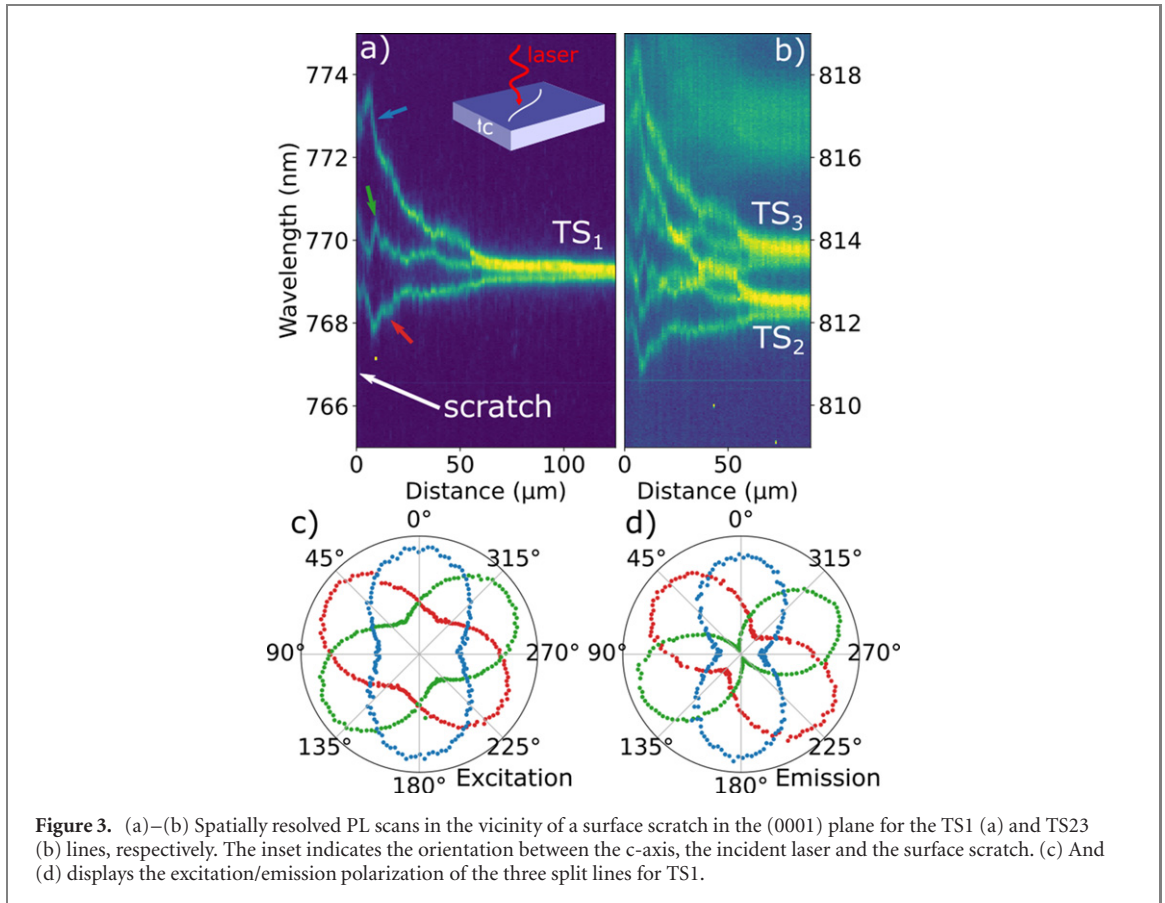 a)
b)
laser
tc
774
772
770
768
766
Wavelength (nm)
TS1
scratch
0
50
100
Distance (μm)
818
816
814
812
810
TS3
TS2
0
50
Distance (μm)
c)
0°
45°
315°
90°
270°
135°
225°
180°
Excitation
d)
0°
45°
315°
90°
270°
135°
225°
180°
Emission
Figure 3. (a)–(b) Spatially resolved PL scans in the vicinity of a surface scratch in the (0001) plane for the TS1 (a) and TS23
(b) lines, respectively. The inset indicates the orientation between the c-axis, the incident laser and the surface scratch. (c) And
(d) displays the excitation/emission polarization of the three split lines for TS1.